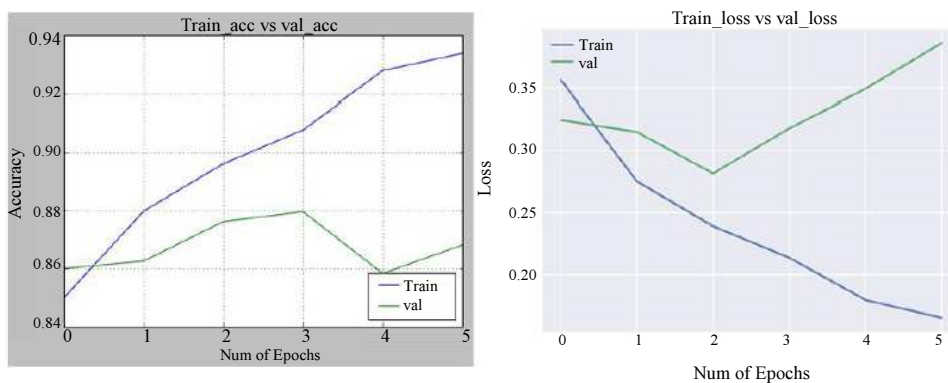 Train_acc vs val_acc
0.94
0.92
0.90
0.88
0.86
0.84
Accuracy
Train
val
0 1 2 3 4 5
Num of Epochs
Train_loss vs val_loss
Train
val
0.35
0.30
0.25
0.20
Loss
0 1 2 3 4 5
Num of Epochs